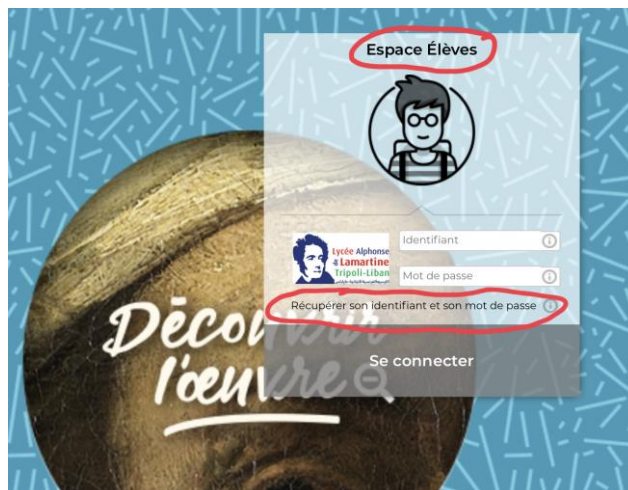 Espace Élèves
Identifiant
Lycée Alphonse
de Lamartine
Tripoli-Liban
Mot de passe
Récupérer son identifiant et son mot de passe
Découvrir
l'œuvre
Se connecter